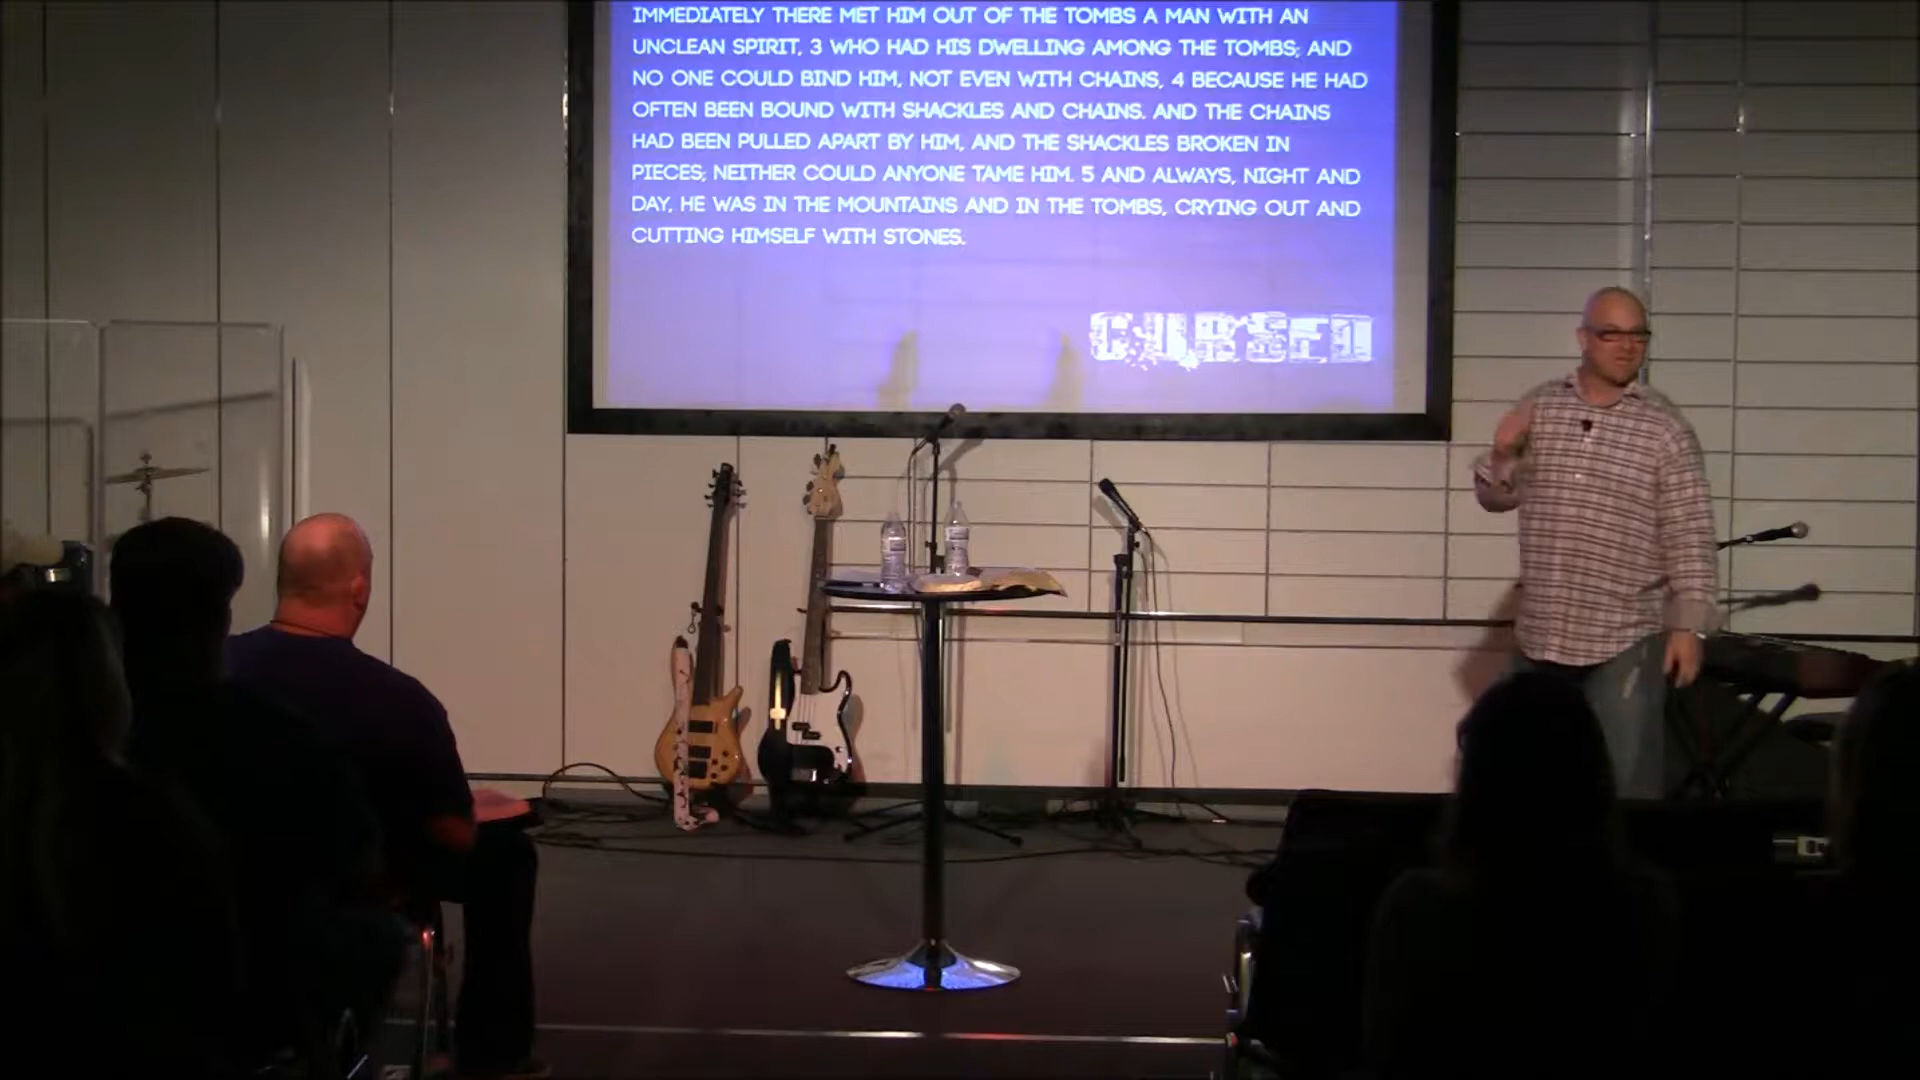 IMMEDIATELY THERE MET HIM OUT OF THE TOMBS A MAN WITH AN
UNCLEAN SPIRIT, 3 WHO HAD HIS DWELLING AMONG THE TOMBS; AND
NO ONE COULD BIND HIM, NOT EVEN WITH CHAINS, 4 BECAUSE HE HAD
OFTEN BEEN BOUND WITH SHACKLES AND CHAINS. AND THE CHAINS
HAD BEEN PULLED APART BY HIM, AND THE SHACKLES BROKEN IN
PIECES; NEITHER COULD ANYONE TAME HIM. 5 AND ALWAYS, NIGHT AND
DAY, HE WAS IN THE MOUNTAINS AND IN THE TOMBS, CRYING OUT AND
CUTTING HIMSELF WITH STONES.
CURSED